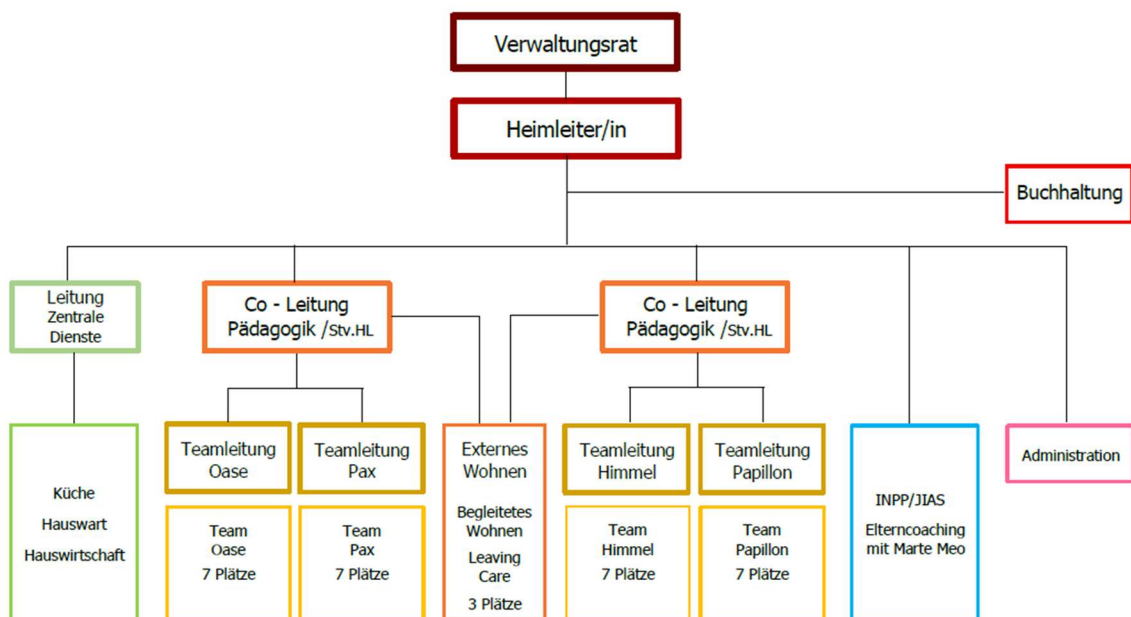 Verwaltungsrat
Heimleiter/in
Buchhaltung
Leitung
Zentrale
Dienste
Co - Leitung
Pädagogik /Stv.HL
Co - Leitung
Pädagogik /Stv.HL
Küche
Hauswart
Hauswirtschaft
Teamleitung
Oase
Team
Oase
7 Plätze
Teamleitung
Pax
Team
Pax
7 Plätze
Externes
Wohnen
Begleitetes
Wohnen
Leaving
Care
3 Plätze
Teamleitung
Himmel
Team
Himmel
7 Plätze
Teamleitung
Papillon
Team
Papillon
7 Plätze
INPP/JIAS
Elterncoaching
mit Marte Meo
Administration